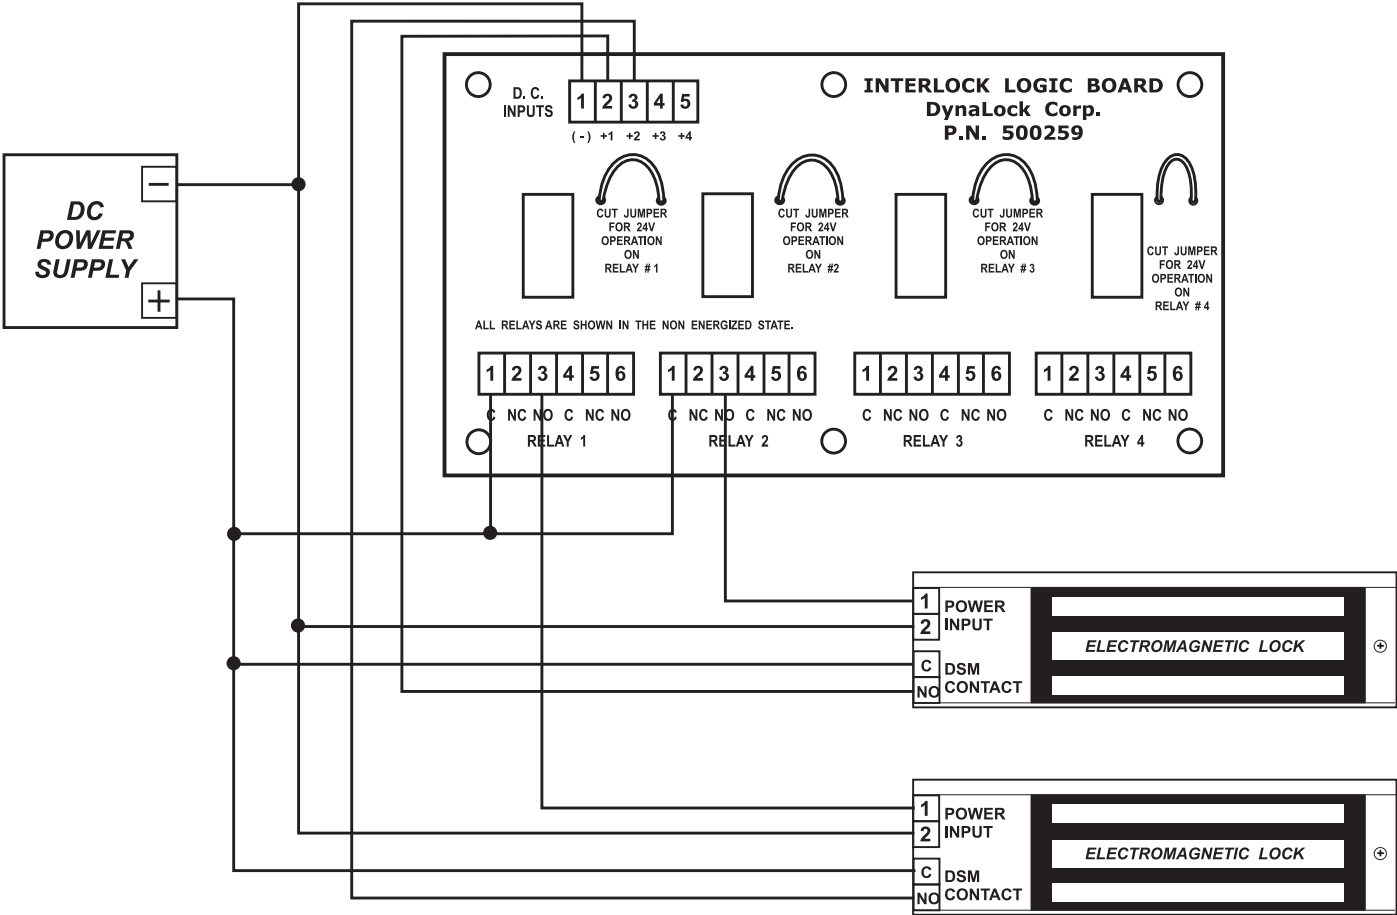 D. C.
INPUTS
1 2 3 4 5
(-) +1 +2 +3 +4
INTERLOCK LOGIC BOARD
DynaLock Corp.
P.N. 500259
−
DC
POWER
SUPPLY
+
CUT JUMPER
FOR 24V
OPERATION
ON
RELAY #1
CUT JUMPER
FOR 24V
OPERATION
ON
RELAY #2
CUT JUMPER
FOR 24V
OPERATION
ON
RELAY #3
CUT JUMPER
FOR 24V
OPERATION
ON
RELAY #4
ALL RELAYS ARE SHOWN IN THE NON ENERGIZED STATE.
1 2 3 4 5 6
C NC NO C NC NO
RELAY 1
1 2 3 4 5 6
C NC NO C NC NO
RELAY 2
1 2 3 4 5 6
C NC NO C NC NO
RELAY 3
1 2 3 4 5 6
C NC NO C NC NO
RELAY 4
1
2
POWER
INPUT
C
NO
DSM
CONTACT
ELECTROMAGNETIC LOCK
1
2
POWER
INPUT
C
NO
DSM
CONTACT
ELECTROMAGNETIC LOCK